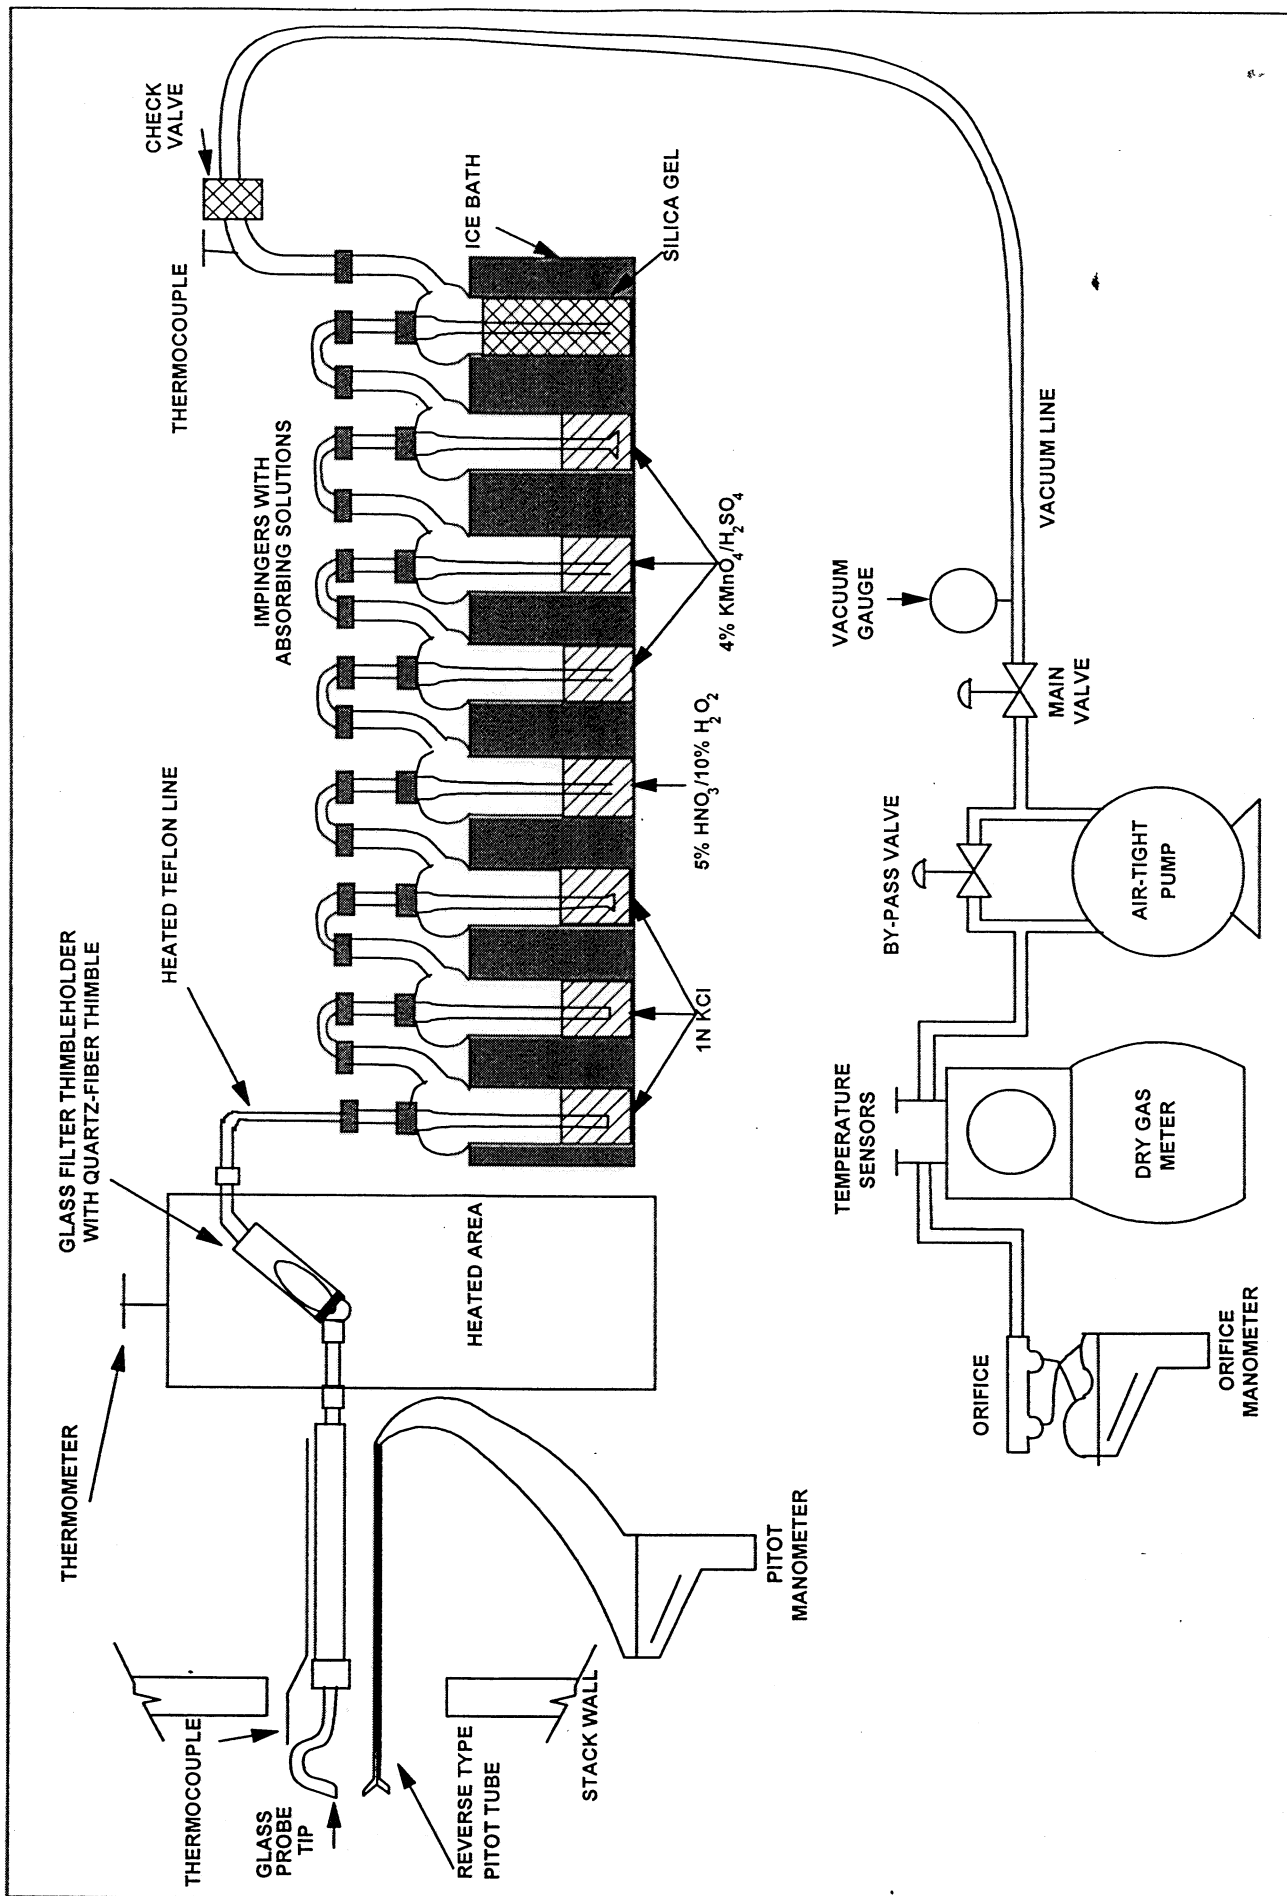 THERMOMETER
GLASS FILTER THIMBLEHOLDER
WITH QUARTZ-FIBER THIMBLE
HEATED TEFLON LINE
THERMOCOUPLE
CHECK
VALVE
IMPINGERS WITH
ABSORBING SOLUTIONS
THERMOCOUPLE
GLASS
PROBE
TIP
HEATED AREA
ICE BATH
REVERSE TYPE
PITOT TUBE
STACK WALL
1N KCl
5% HNO3/10% H2O2
4% KMnO4/H2SO4
SILICA GEL
PITOT
MANOMETER
TEMPERATURE
SENSORS
BY-PASS VALVE
VACUUM
GAUGE
ORIFICE
MAIN
VALVE
VACUUM LINE
DRY GAS
METER
AIR-TIGHT
PUMP
ORIFICE
MANOMETER